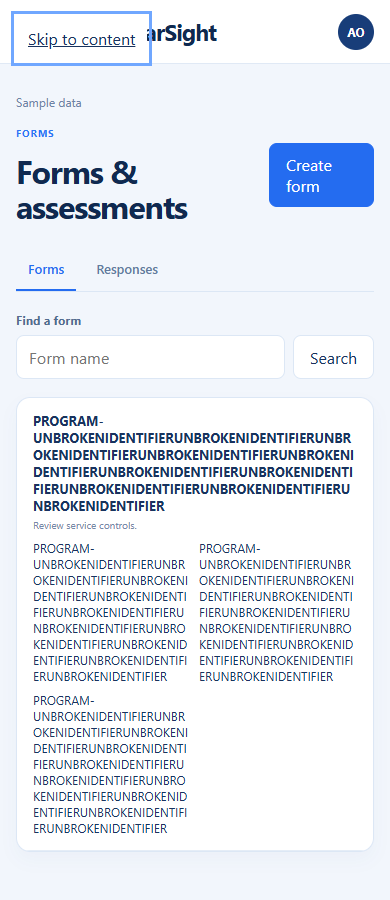 Skip to content
arSight
AO
Sample data
FORMS
Forms &
assessments
Create
form
Forms
Responses
Find a form
Form name
Search
PROGRAM-
UNBROKENIDENTIFIERUNBROKENIDENTIFIERUNBR
OKENIDENTIFIERUNBROKENIDENTIFIERUNBROKENI
DENTIFIERUNBROKENIDENTIFIERUNBROKENIDENTI
FIERUNBROKENIDENTIFIERUNBROKENIDENTIFIERU
NBROKENIDENTIFIER
Review service controls.
PROGRAM-
UNBROKENIDENTIFIERUNBR
OKENIDENTIFIERUNBROKENI
DENTIFIERUNBROKENIDENTI
FIERUNBROKENIDENTIFIERU
NBROKENIDENTIFIERUNBRO
KENIDENTIFIERUNBROKENID
ENTIFIERUNBROKENIDENTIFI
ERUNBROKENIDENTIFIER
PROGRAM-
UNBROKENIDENTIFIERUNBR
OKENIDENTIFIERUNBROKENI
DENTIFIERUNBROKENIDENTI
FIERUNBROKENIDENTIFIERU
NBROKENIDENTIFIERUNBRO
KENIDENTIFIERUNBROKENID
ENTIFIERUNBROKENIDENTIFI
ERUNBROKENIDENTIFIER
PROGRAM-
UNBROKENIDENTIFIERUNBR
OKENIDENTIFIERUNBROKENI
DENTIFIERUNBROKENIDENTI
FIERUNBROKENIDENTIFIERU
NBROKENIDENTIFIERUNBRO
KENIDENTIFIERUNBROKENID
ENTIFIERUNBROKENIDENTIFI
ERUNBROKENIDENTIFIER